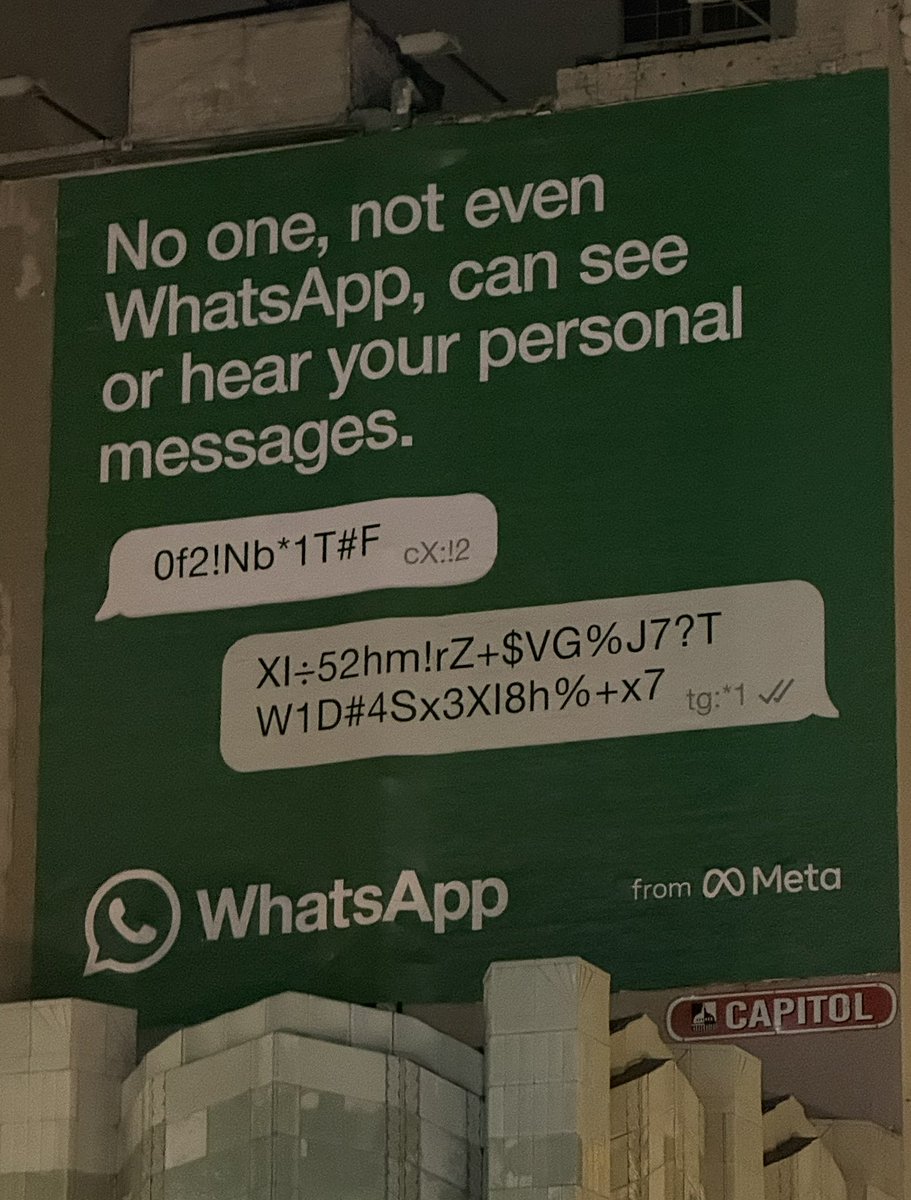 No one, not even
WhatsApp, can see
or hear your personal
messages.
0f2!Nb*1T#F cX:!2
XI÷52hm!rZ+$VG%J7?T
W1D#4Sx3XI8h%+x7 tg:*1
WhatsApp
from Meta
CAPITOL